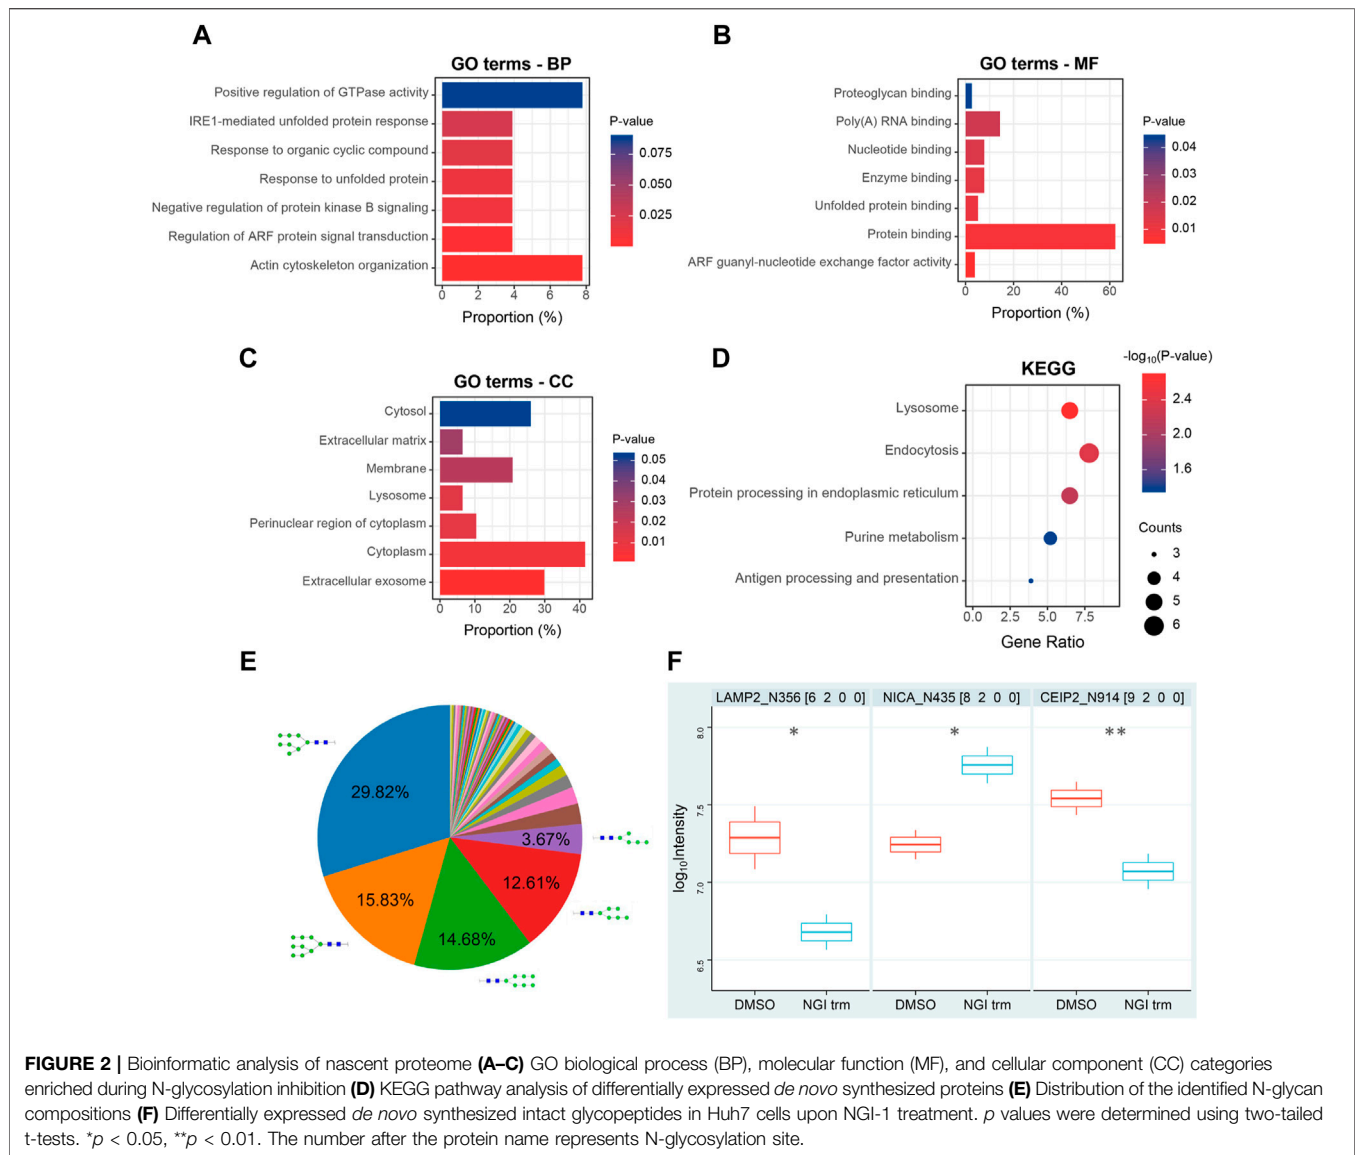 A
GO terms - BP
Positive regulation of GTPase activity
IRE1-mediated unfolded protein response
Response to organic cyclic compound
Response to unfolded protein
Negative regulation of protein kinase B signaling
Regulation of ARF protein signal transduction
Actin cytoskeleton organization
0 2 4 6 8
Proportion (%)
P-value
0.075
0.050
0.025
B
GO terms - MF
Proteoglycan binding
Poly(A) RNA binding
Nucleotide binding
Enzyme binding
Unfolded protein binding
Protein binding
ARF guanyl-nucleotide exchange factor activity
0 20 40 60
Proportion (%)
P-value
0.04
0.03
0.02
0.01
C
GO terms - CC
Cytosol
Extracellular matrix
Membrane
Lysosome
Perinuclear region of cytoplasm
Cytoplasm
Extracellular exosome
0 10 20 30 40
Proportion (%)
P-value
0.05
0.04
0.03
0.02
0.01
D
KEGG
Lysosome
Endocytosis
Protein processing in endoplasmic reticulum
Purine metabolism
Antigen processing and presentation
0.0 2.5 5.0 7.5
Gene Ratio
-log10(P-value)
2.4
2.0
1.6
Counts
3
4
5
6
E
29.82%
15.83%
14.68%
12.61%
3.67%
F
LAMP2_N356 [6 2 0 0] NICA_N435 [8 2 0 0] CEIP2_N914 [9 2 0 0]
* * **
log10Intensity
8.0
7.5
7.0
6.5
DMSO NGI trm DMSO NGI trm DMSO NGI trm
FIGURE 2 | Bioinformatic analysis of nascent proteome (A–C) GO biological process (BP), molecular function (MF), and cellular component (CC) categories
enriched during N-glycosylation inhibition (D) KEGG pathway analysis of differentially expressed de novo synthesized proteins (E) Distribution of the identified N-glycan
compositions (F) Differentially expressed de novo synthesized intact glycopeptides in Huh7 cells upon NGI-1 treatment. p values were determined using two-tailed
t-tests. *p < 0.05, **p < 0.01. The number after the protein name represents N-glycosylation site.